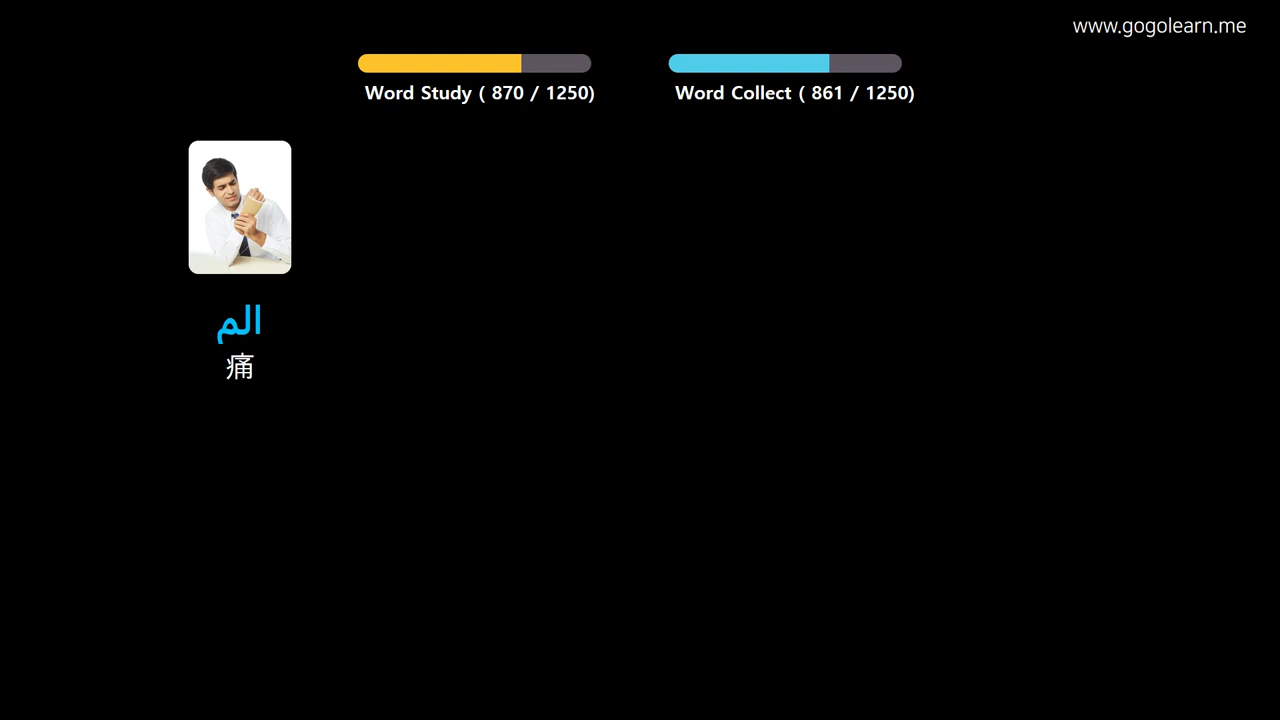 www.gogolearn.me
Word Study ( 870 / 1250)
Word Collect ( 861 / 1250)
الم
痛